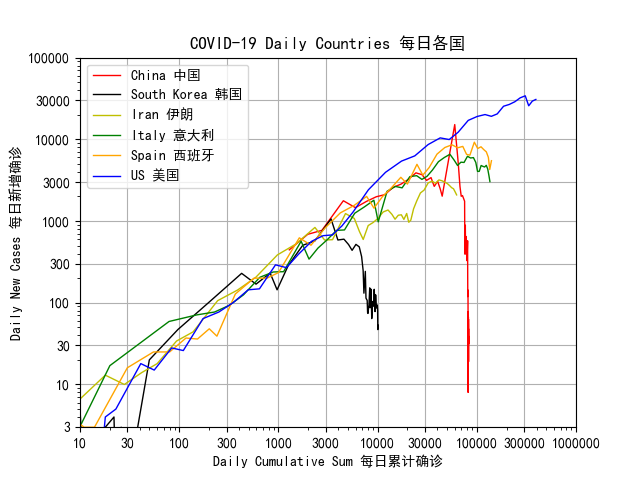 COVID-19 Daily Countries 每日各国
100000
30000
10000
3000
1000
300
100
30
10
3
Daily New Cases 每日新增确诊
China 中国
South Korea 韩国
Iran 伊朗
Italy 意大利
Spain 西班牙
US 美国
10 30 100 300 1000 3000 10000 30000 100000 300000 1000000
Daily Cumulative Sum 每日累计确诊